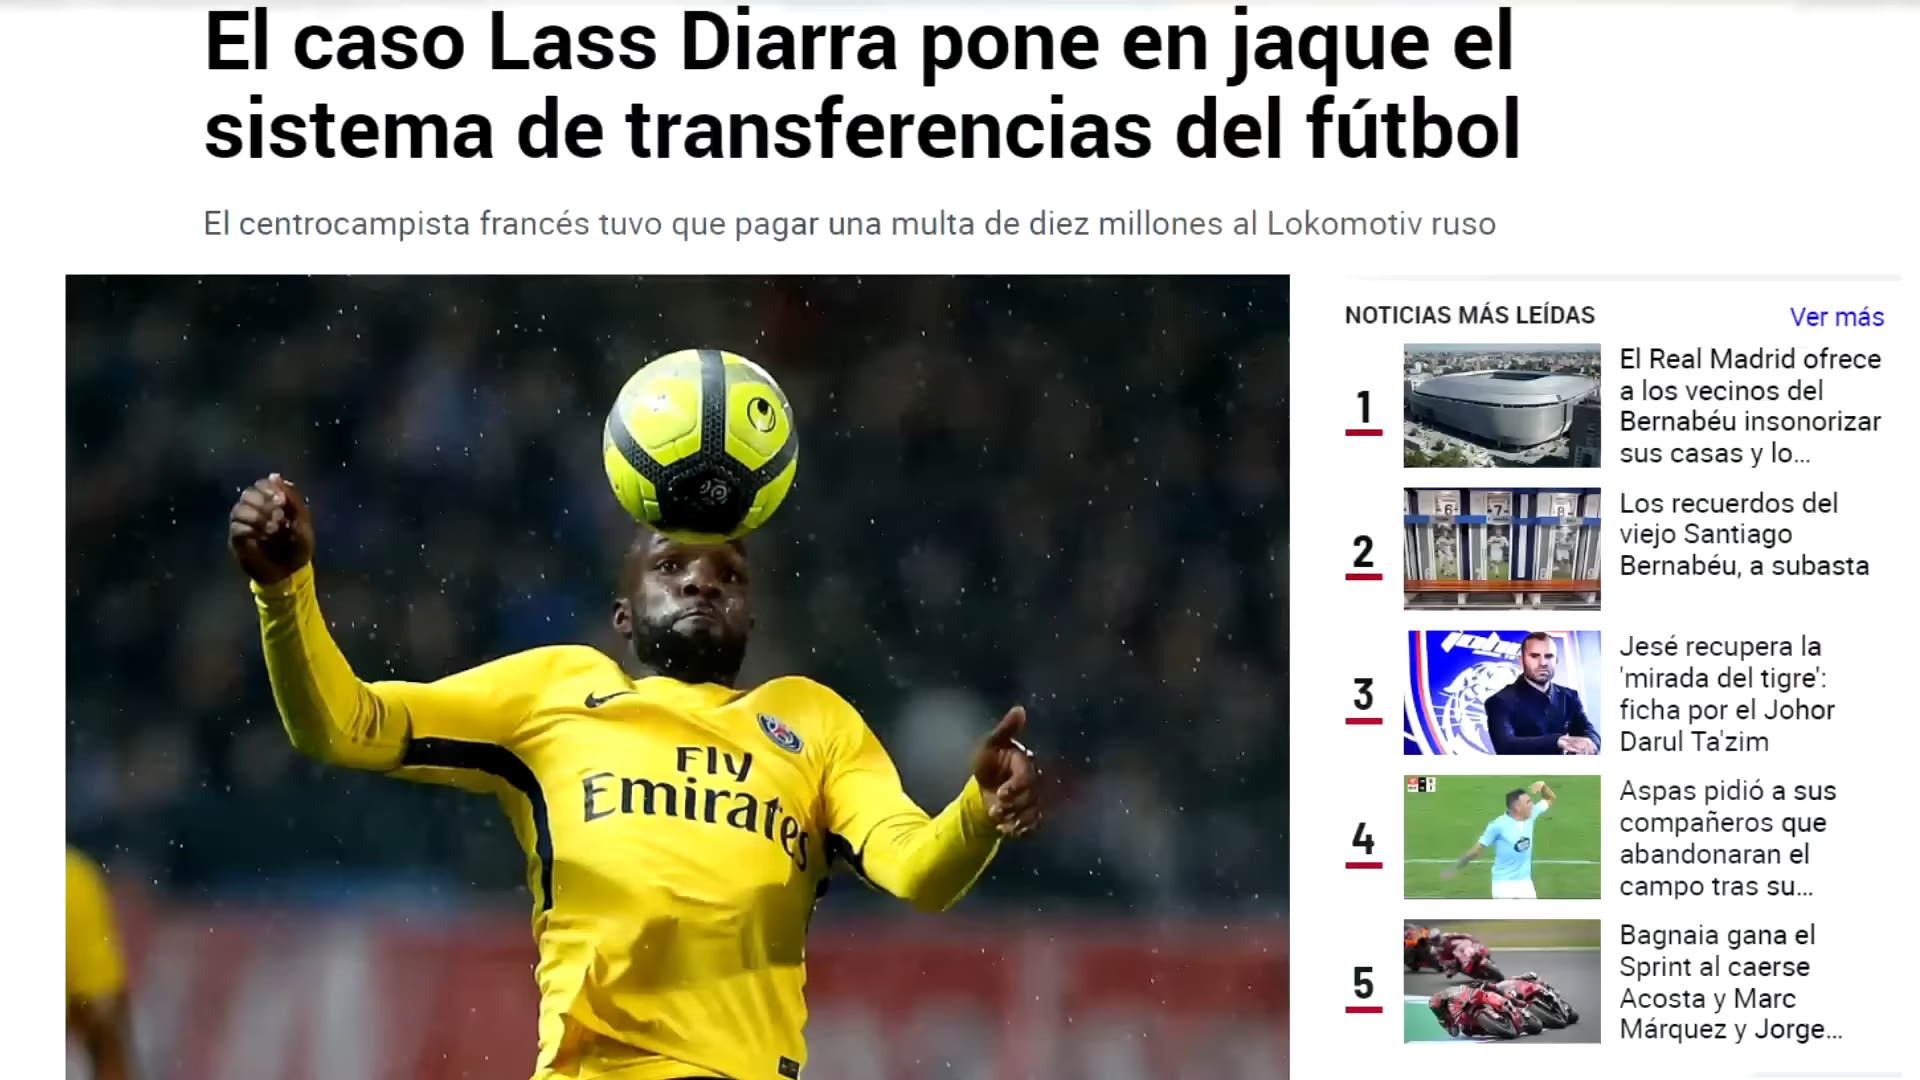 El caso Lass Diarra pone en jaque el
sistema de transferencias del fútbol
El centrocampista francés tuvo que pagar una multa de diez millones al Lokomotiv ruso
Fly
Emirates
NOTICIAS MÁS LEÍDAS
Ver más
1
El Real Madrid ofrece
a los vecinos del
Bernabéu insonorizar
sus casas y lo...
2
6
7
8
Los recuerdos del
viejo Santiago
Bernabéu, a subasta
3
Jesé recupera la
'mirada del tigre':
ficha por el Johor
Darul Ta'zim
4
Aspas pidió a sus
compañeros que
abandonaran el
campo tras su...
5
Bagnaia gana el
Sprint al caerse
Acosta y Marc
Márquez y Jorge...